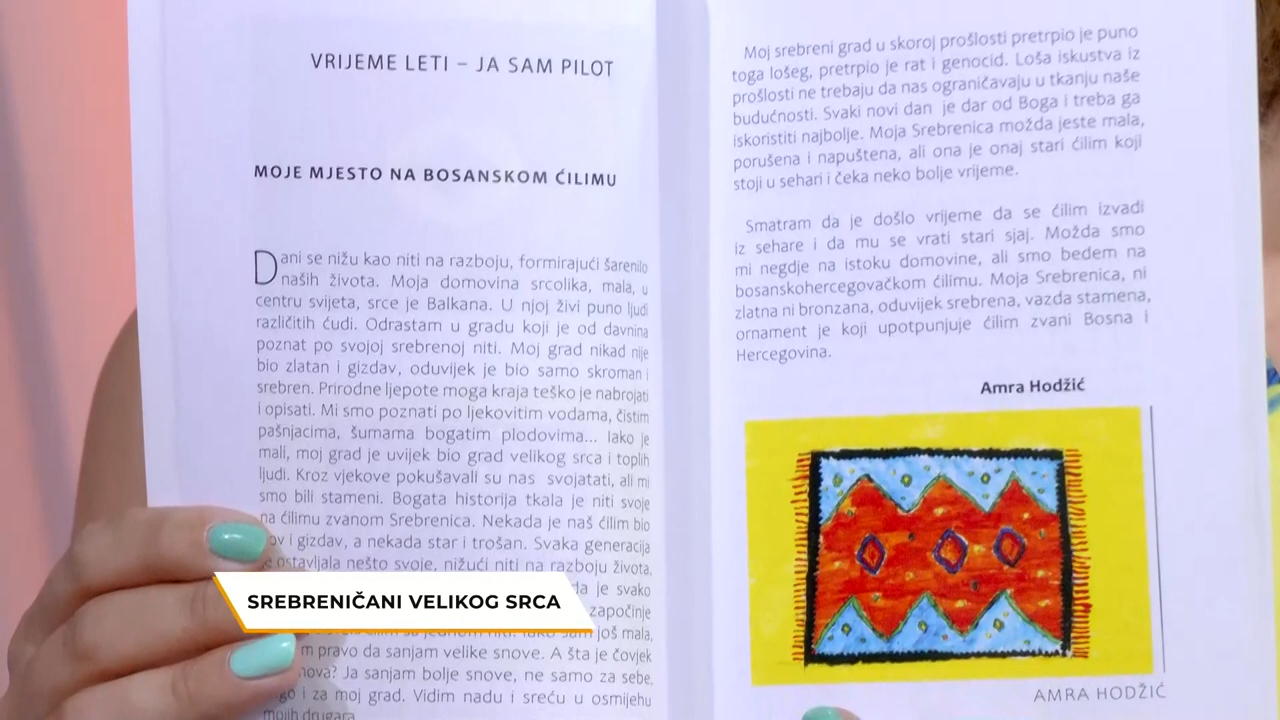 VRIJEME LETI – JA SAM PILOT
MOJE MJESTO NA BOSANSKOM ĆILIMU
Dani se nižu kao niti na razboju, formirajući šarenilo
naših života. Moja domovina srcolika, mala, u
centru svijeta, srce je Balkana. U njoj živi puno ljudi
različitih ćudi. Odrastam u gradu koji je od davnina
poznat po svojoj srebrenoj niti. Moj grad nikad nije
bio zlatan i gizdav, oduvijek je bio samo skroman i
srebren. Prirodne ljepote moga kraja teško je nabrojati
i opisati. Mi smo poznati po ljekovitim vodama, čistim
pašnjacima, šumama bogatim plodovima... Iako je
mali, moj grad je uvijek bio grad velikog srca i toplih
ljudi. Kroz vjekove pokušavali su nas svojatati, ali mi
smo bili stameni. Bogata historija tkala je niti svoje
na ćilimu zvanom Srebrenica. Nekada je naš ćilim bio
i gizdav, a nekada star i trošan. Svaka generacija
ostavljala nešto svoje, nižući niti na razboju života,
je svako
započinje
još mala,
pravo da sanjam velike snove. A šta je čovjek
Ja sanjam bolje snove, ne samo za sebe,
i za moj grad. Vidim nadu i sreću u osmijehu
mojih drugara
SREBRENIČANI VELIKOG SRCA
Moj srebreni grad u skoroj prošlosti pretrpio je puno
toga lošeg, pretrpio je rat i genocid. Loša iskustva iz
prošlosti ne trebaju da nas ograničavaju u tkanju naše
budućnosti. Svaki novi dan je dar od Boga i treba ga
iskoristiti najbolje. Moja Srebrenica možda jeste mala,
porušena i napuštena, ali ona je onaj stari ćilim koji
stoji u sehari i čeka neko bolje vrijeme.
Smatram da je došlo vrijeme da se ćilim izvadi
iz sehare i da mu se vrati stari sjaj. Možda smo
mi negdje na istoku domovine, ali smo bedem na
bosanskohercegovačkom ćilimu. Moja Srebrenica, ni
zlatna ni bronzana, oduvijek srebrena, vazda stamena,
ornament je koji upotpunjuje ćilim zvani Bosna i
Hercegovina.
Amra Hodžić
AMRA HODŽIĆ